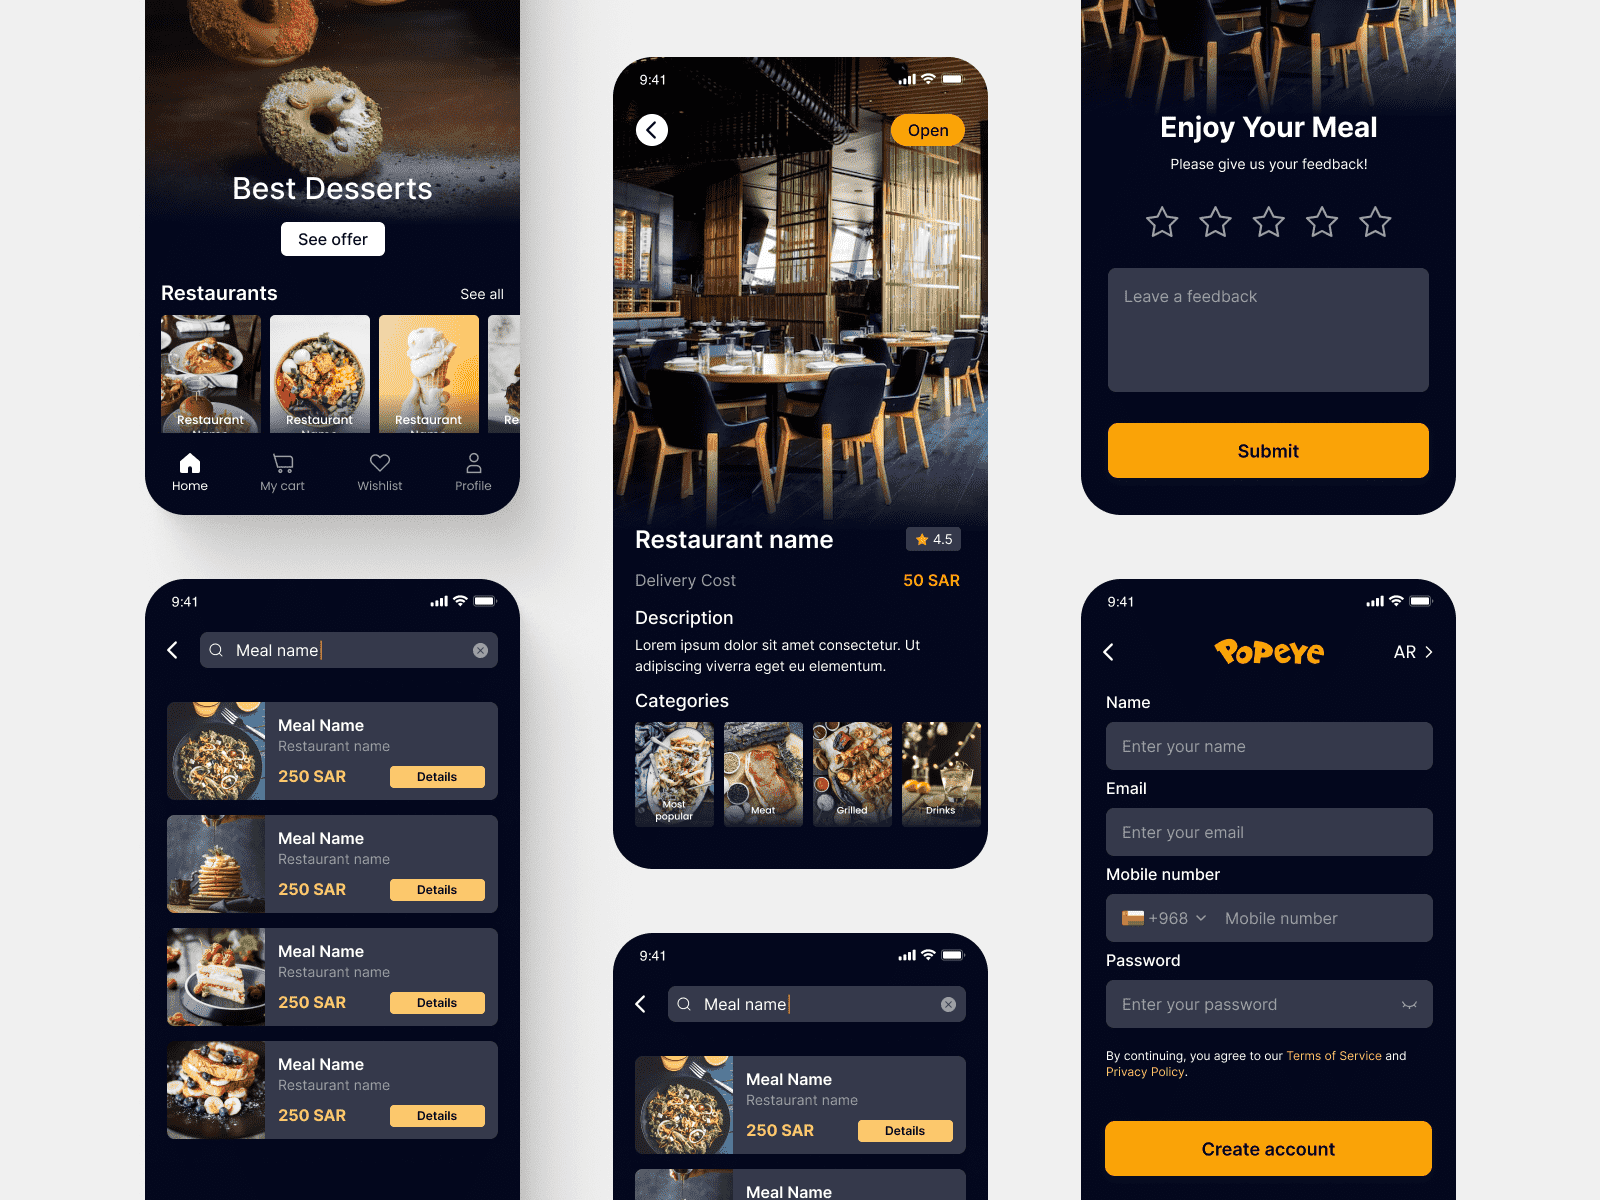 Best Desserts
See offer
Restaurants
See all
Restaurant
Name
Restaurant
Name
Restaurant
Name
Re
Home
My cart
Wishlist
Profile
9:41
Meal name
Meal Name
Restaurant name
250 SAR
Details
Meal Name
Restaurant name
250 SAR
Details
Meal Name
Restaurant name
250 SAR
Details
Meal Name
Restaurant name
250 SAR
Details
9:41
Open
Restaurant name
4.5
Delivery Cost
50 SAR
Description
Lorem ipsum dolor sit amet consectetur. Ut
adipiscing viverra eget eu elementum.
Categories
Most
popular
Meat
Grilled
Drinks
9:41
Meal name
Meal Name
Restaurant name
250 SAR
Details
Meal Name
Enjoy Your Meal
Please give us your feedback!
Leave a feedback
Submit
9:41
POPEYE
AR
Name
Enter your name
Email
Enter your email
Mobile number
+968
Mobile number
Password
Enter your password
By continuing, you agree to our Terms of Service and
Privacy Policy.
Create account